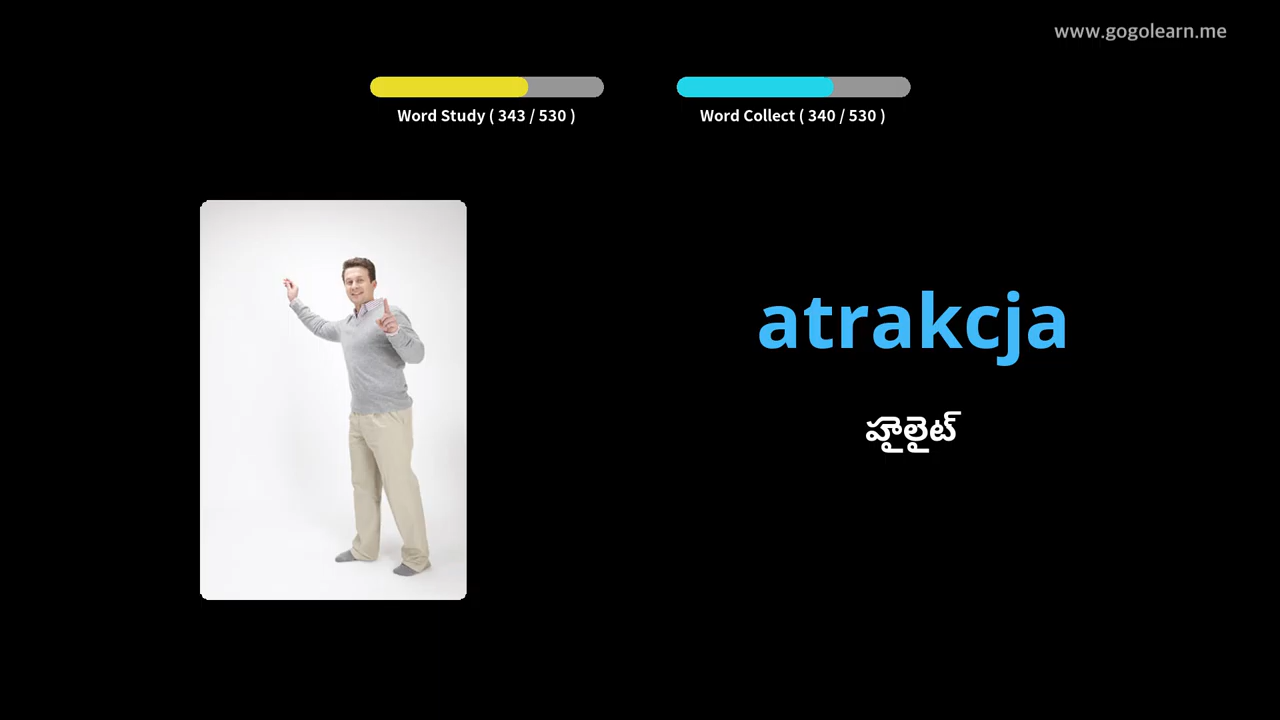 www.gogolearn.me
Word Study ( 343 / 530 )
Word Collect ( 340 / 530 )
atrakcja
హైలైట్